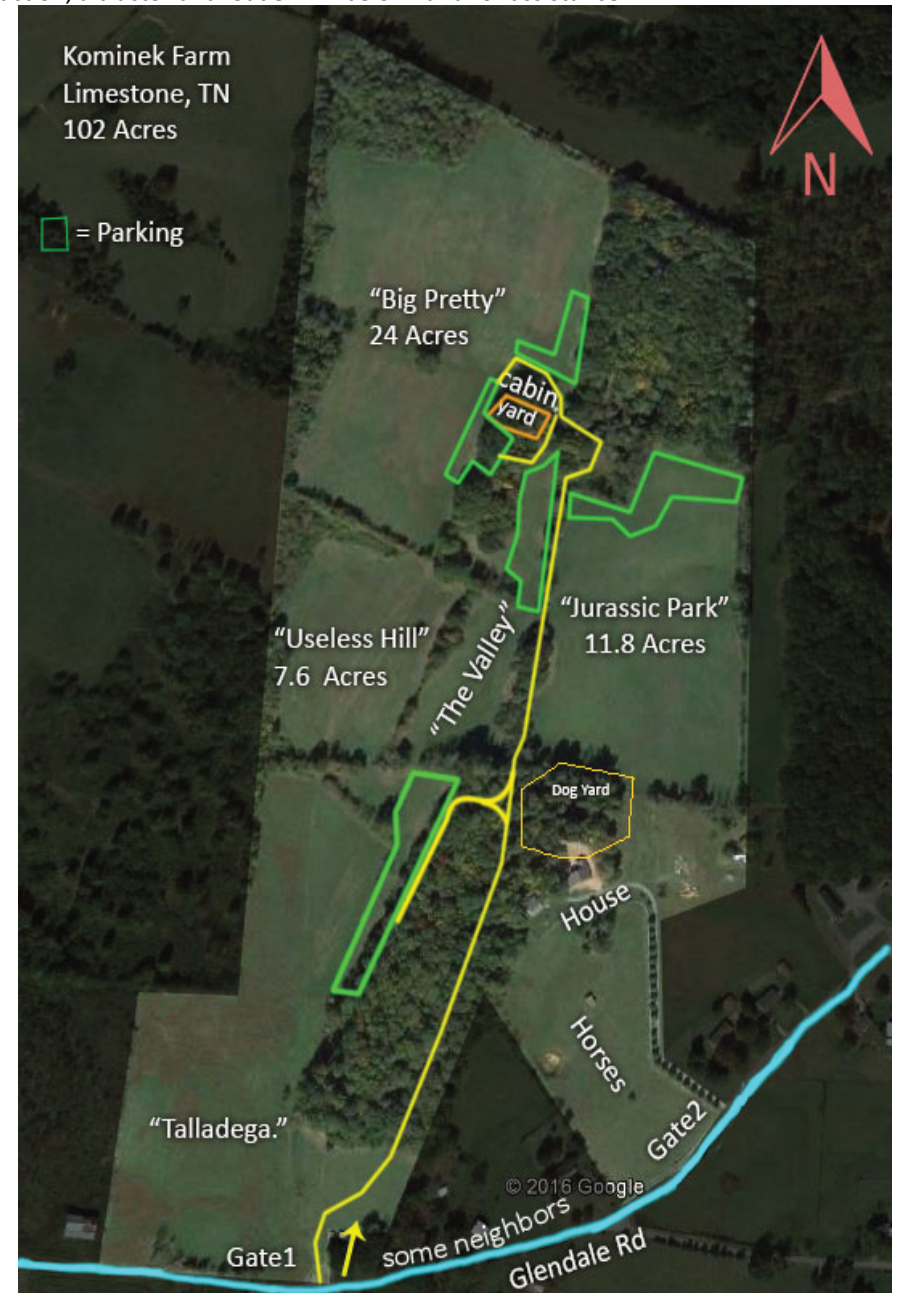 Kominek Farm
Limestone, TN
102 Acres
N
= Parking
“Big Pretty”
24 Acres
cabin
yard
“Jurassic Park”
11.8 Acres
“Useless Hill”
7.6 Acres
“The Valley”
Dog Yard
House
Horses
“Talladega.”
Gate2
© 2016 Google
some neighbors
Gate1
Glendale Rd